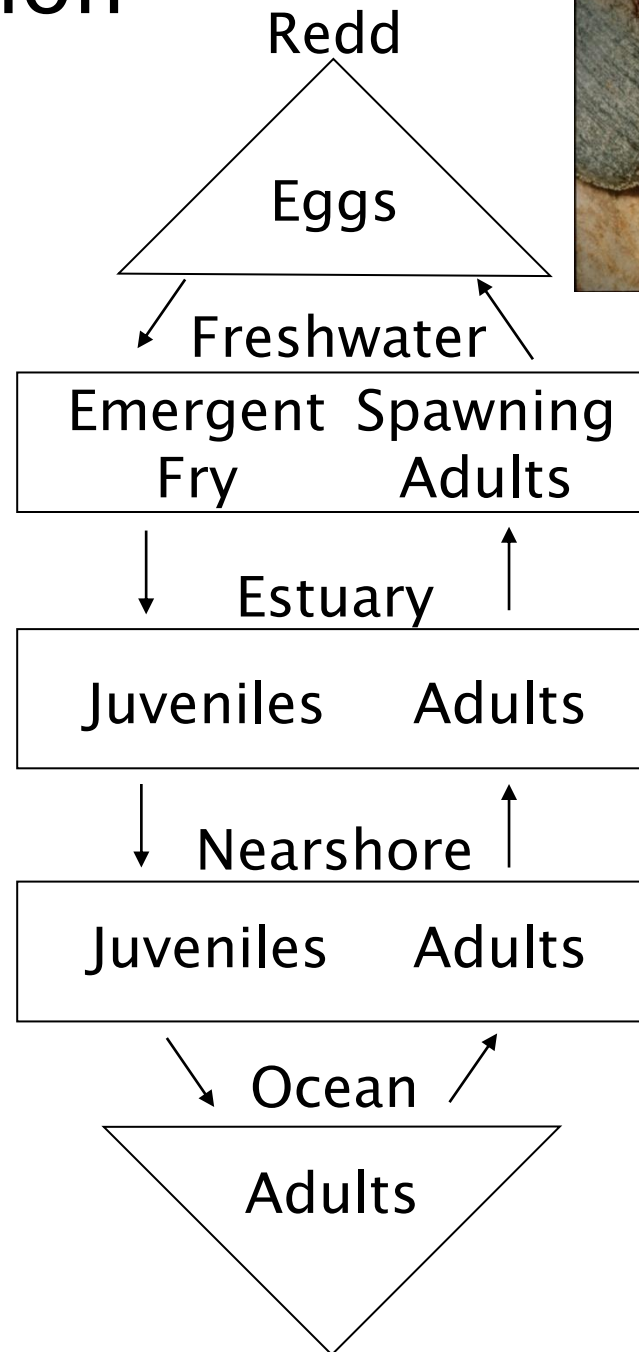 Redd
Eggs
Freshwater
Emergent Spawning
Fry Adults
Estuary
Juveniles Adults
Nearshore
Juveniles Adults
Ocean
Adults